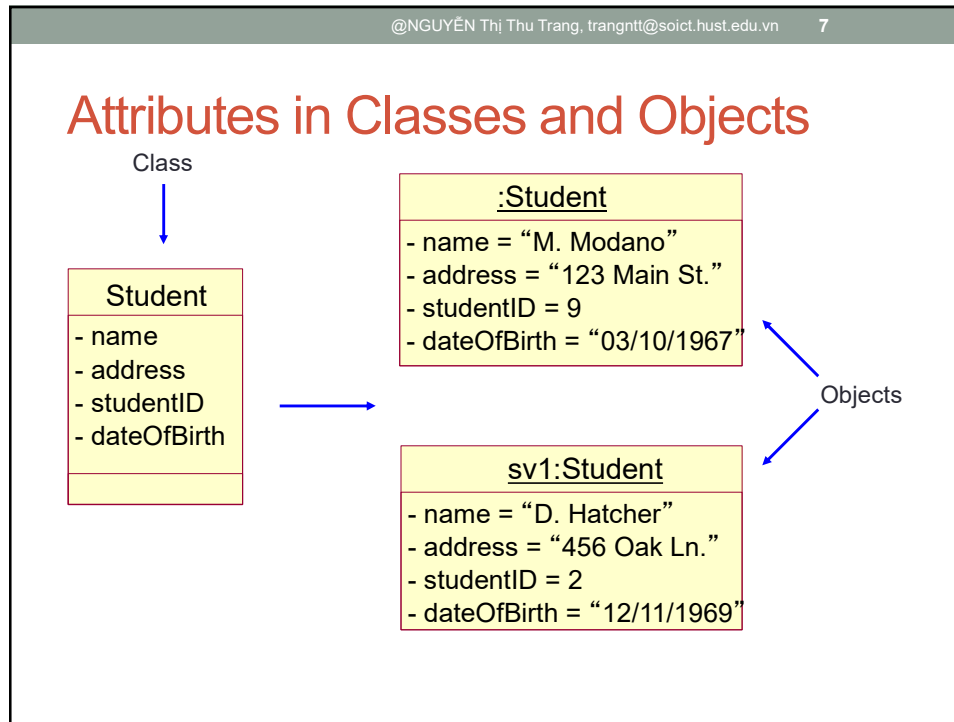 @NGUYỄN Thị Thu Trang, trangntt@soict.hust.edu.vn 7
Attributes in Classes and Objects
Class
Student
- name
- address
- studentID
- dateOfBirth
:Student
- name = “M. Modano”
- address = “123 Main St.”
- studentID = 9
- dateOfBirth = “03/10/1967”
Objects
sv1:Student
- name = “D. Hatcher”
- address = “456 Oak Ln.”
- studentID = 2
- dateOfBirth = “12/11/1969”